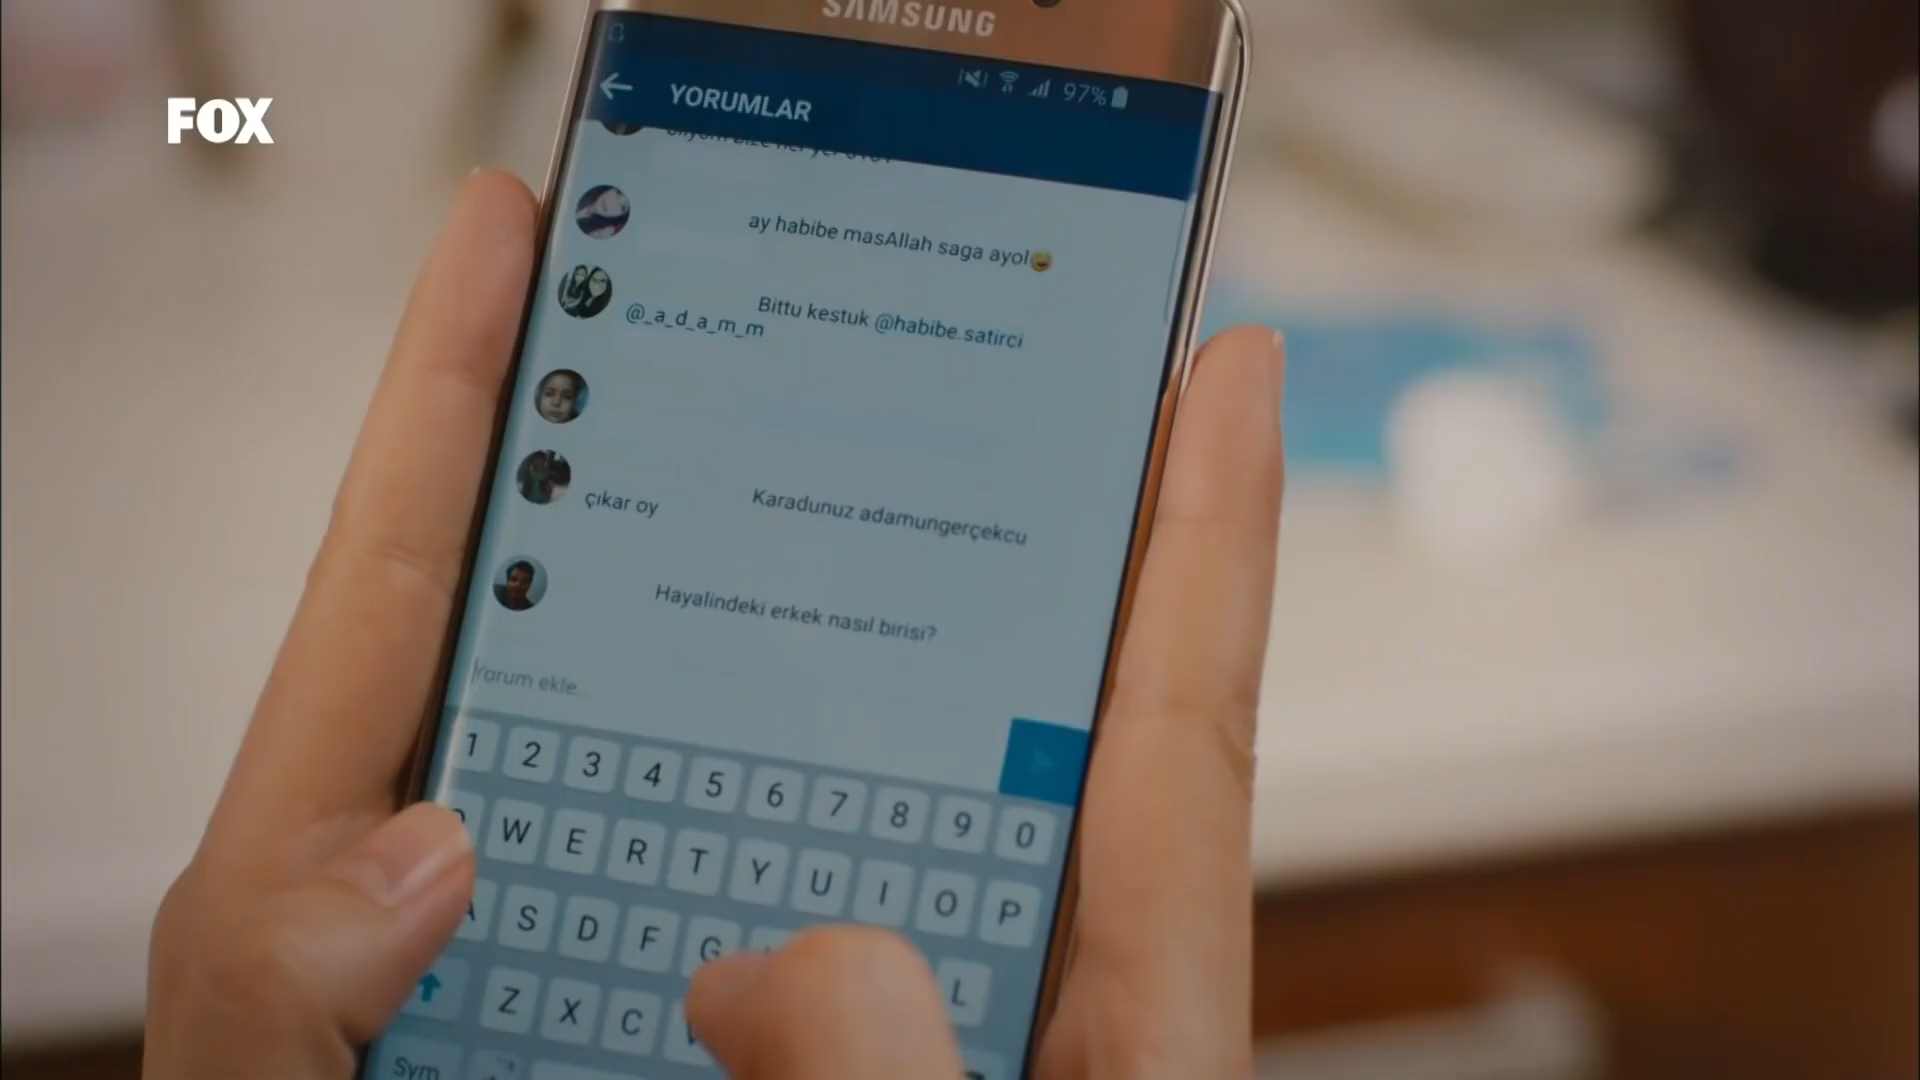 SAMSUNG
FOX
97%
YORUMLAR
ay habibe masAllah saga ayol😅
Bittu kestuk @habibe.satirci
@_a_d_a_m_m
Karadunuz adamungerçekcu
çıkar oy
Hayalindeki erkek nasıl birisi?
Yorum ekle...
1 2 3 4 5 6 7 8 9 0
W E R T Y U I O P
A S D F G L
Z X C
Sym